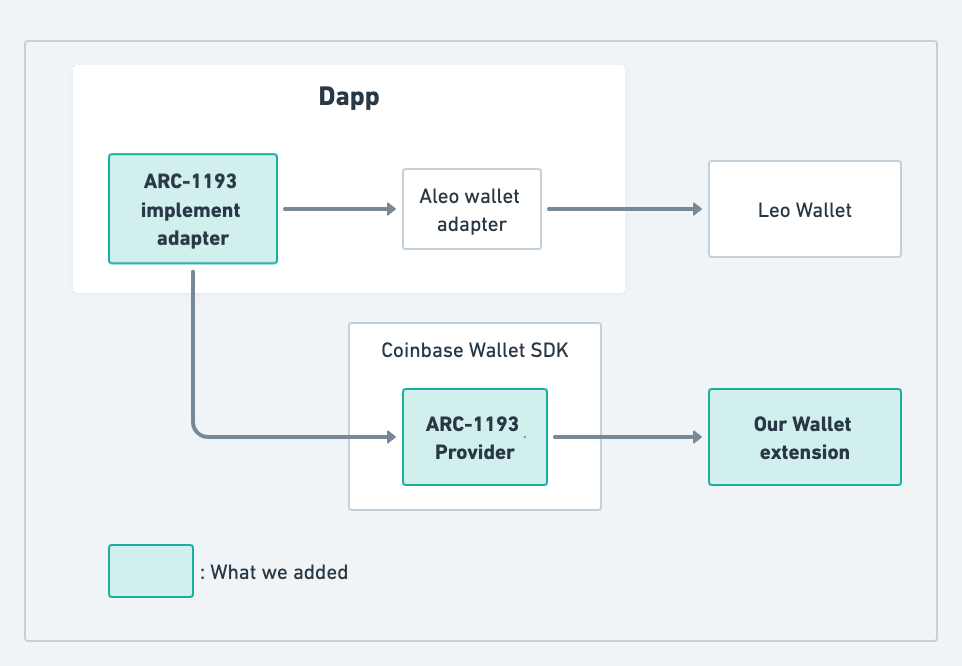 Dapp
ARC-1193
implement
adapter
Aleo wallet
adapter
Leo Wallet
Coinbase Wallet SDK
ARC-1193
Provider
Our Wallet
extension
: What we added